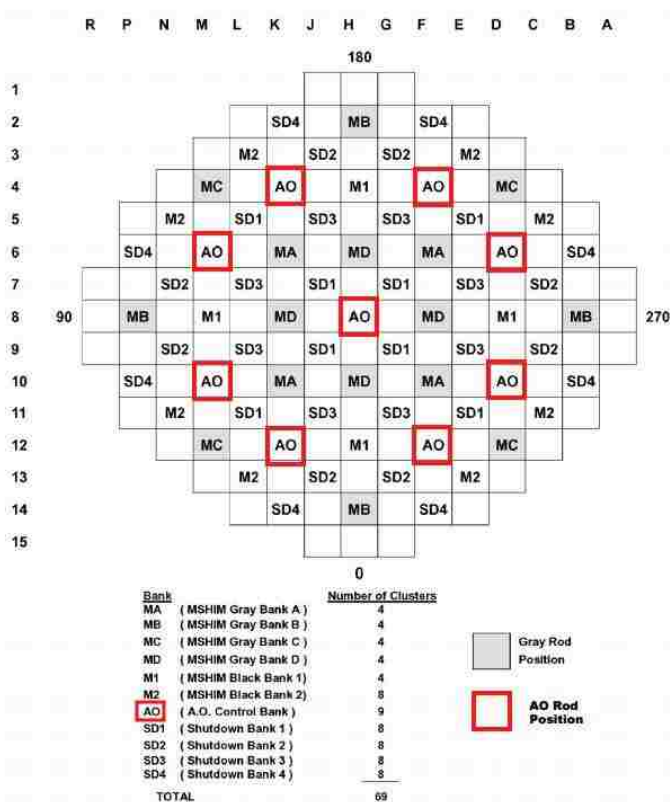 R P N M L K J H G F E D C B A
180
1
2 SD4 MB SD4
3 M2 SD2 SD2 M2
4 MC AO M1 AO MC
5 M2 SD1 SD3 SD3 SD1 M2
6 SD4 AO MA MD MA AO SD4
7 SD2 SD3 SD1 SD1 SD3 SD2
8 90 MB M1 MD AO MD M1 MB 270
9 SD2 SD3 SD1 SD1 SD3 SD2
10 SD4 AO MA MD MA AO SD4
11 M2 SD1 SD3 SD3 SD1 M2
12 MC AO M1 AO MC
13 M2 SD2 SD2 M2
14 SD4 MB SD4
15
0
Bank Number of Clusters
MA ( MSHIM Gray Bank A ) 4
MB ( MSHIM Gray Bank B ) 4
MC ( MSHIM Gray Bank C ) 4
MD ( MSHIM Gray Bank D ) 4
M1 ( MSHIM Black Bank 1) 4
M2 ( MSHIM Black Bank 2) 8
AO ( A.O. Control Bank ) 9
SD1 ( Shutdown Bank 1 ) 8
SD2 ( Shutdown Bank 2 ) 8
SD3 ( Shutdown Bank 3 ) 8
SD4 ( Shutdown Bank 4 ) 8
TOTAL 69
Gray Rod
Position
AO Rod
Position